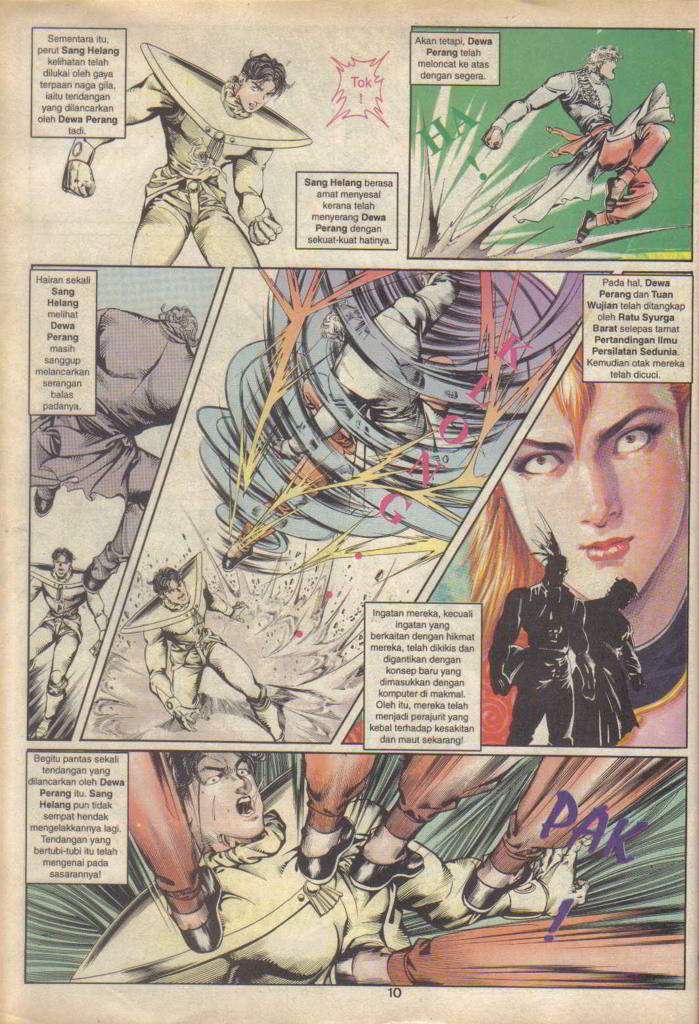 Sementara itu,
perut Sang Helang
kelihatan telah
dilukai oleh gaya
terpaan naga gila,
iaitu tendangan
yang dilancarkan
oleh Dewa Perang
tadi.
Tok
!
Sang Helang berasa
amat menyesal
kerana telah
menyerang Dewa
Perang dengan
sekuat-kuat hatinya.
Akan tetapi, Dewa
Perang telah
meloncat ke atas
dengan segera.
HA
!
Hairan sekali
Sang
Helang
melihat
Dewa
Perang
masih
sanggup
melancarkan
serangan
balas
padanya.
KLONG
Pada hal, Dewa
Perang dan Tuan
Wujian telah ditangkap
oleh Ratu Syurga
Barat selepas tamat
Pertandingan Ilmu
Persilatan Sedunia.
Kemudian otak mereka
telah dicuci.
Ingatan mereka, kecuali
ingatan yang
berkaitan dengan hikmat
mereka, telah dikikis dan
digantikan dengan
konsep baru yang
dimasukkan dengan
komputer di makmal.
Oleh itu, mereka telah
menjadi perajurit yang
kebal terhadap kesakitan
dan maut sekarang!
Begitu pantas sekali
tendangan yang
dilancarkan oleh Dewa
Perang itu. Sang
Helang pun tidak
sempat hendak
mengelakkannya lagi.
Tendangan yang
bertubi-tubi itu telah
mengenai pada
sasarannya!
PAK
!
10